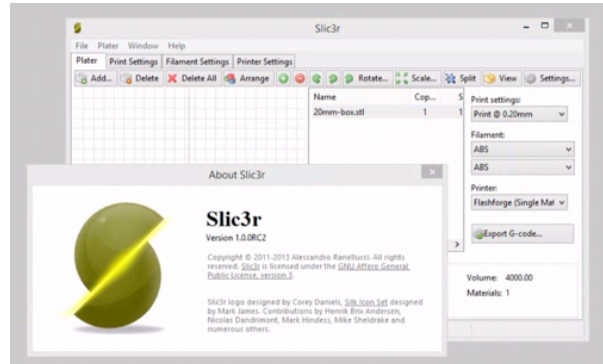 Slic3r
File Plater Window Help
Plater Print Settings Filament Settings Printer Settings
Add... Delete Delete All Arrange Rotate... Scale... Split View Settings...
Name Cop... S
20mm-box.stl 1 1
Print settings:
Print @ 0.20mm
Filament:
ABS
ABS
Printer:
Flashforge (Single Mat
Export G-code...
Volume: 4000.00
Materials: 1
About Slic3r
Slic3r
Version 1.0.0RC2
Copyright © 2011-2013 Alessandro Ranellucci. All rights
reserved. Slic3r is licensed under the GNU Affero General
Public License, version 3.
Slic3r logo designed by Corey Daniels, Silk Icon Set designed
by Mark James. Contributions by Henrik Brix Andersen,
Nicolas Dandrimont, Mark Hindess, Mike Sheldrake and
numerous others.